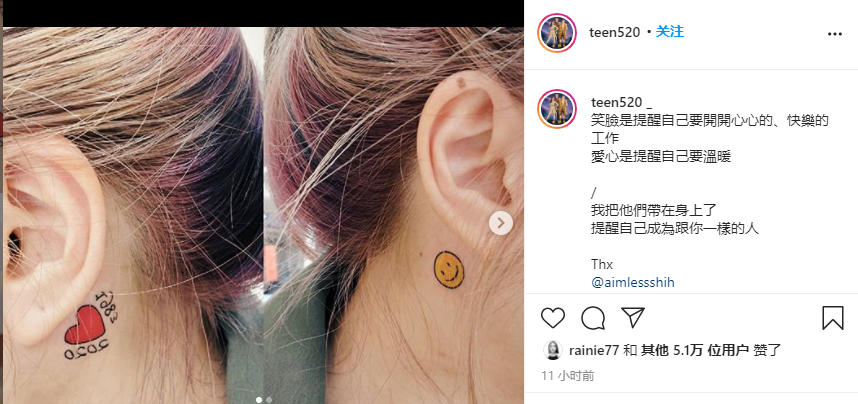 1983
2020
teen520 • 关注
teen520 _
笑臉是提醒自己要開開心心的、快樂的
工作
愛心是提醒自己要溫暖
/
我把他們帶在身上了
提醒自己成為跟你一樣的人
Thx
@aimlessshih
rainie77 和 其他 5.1万 位用户 赞了
11 小时前